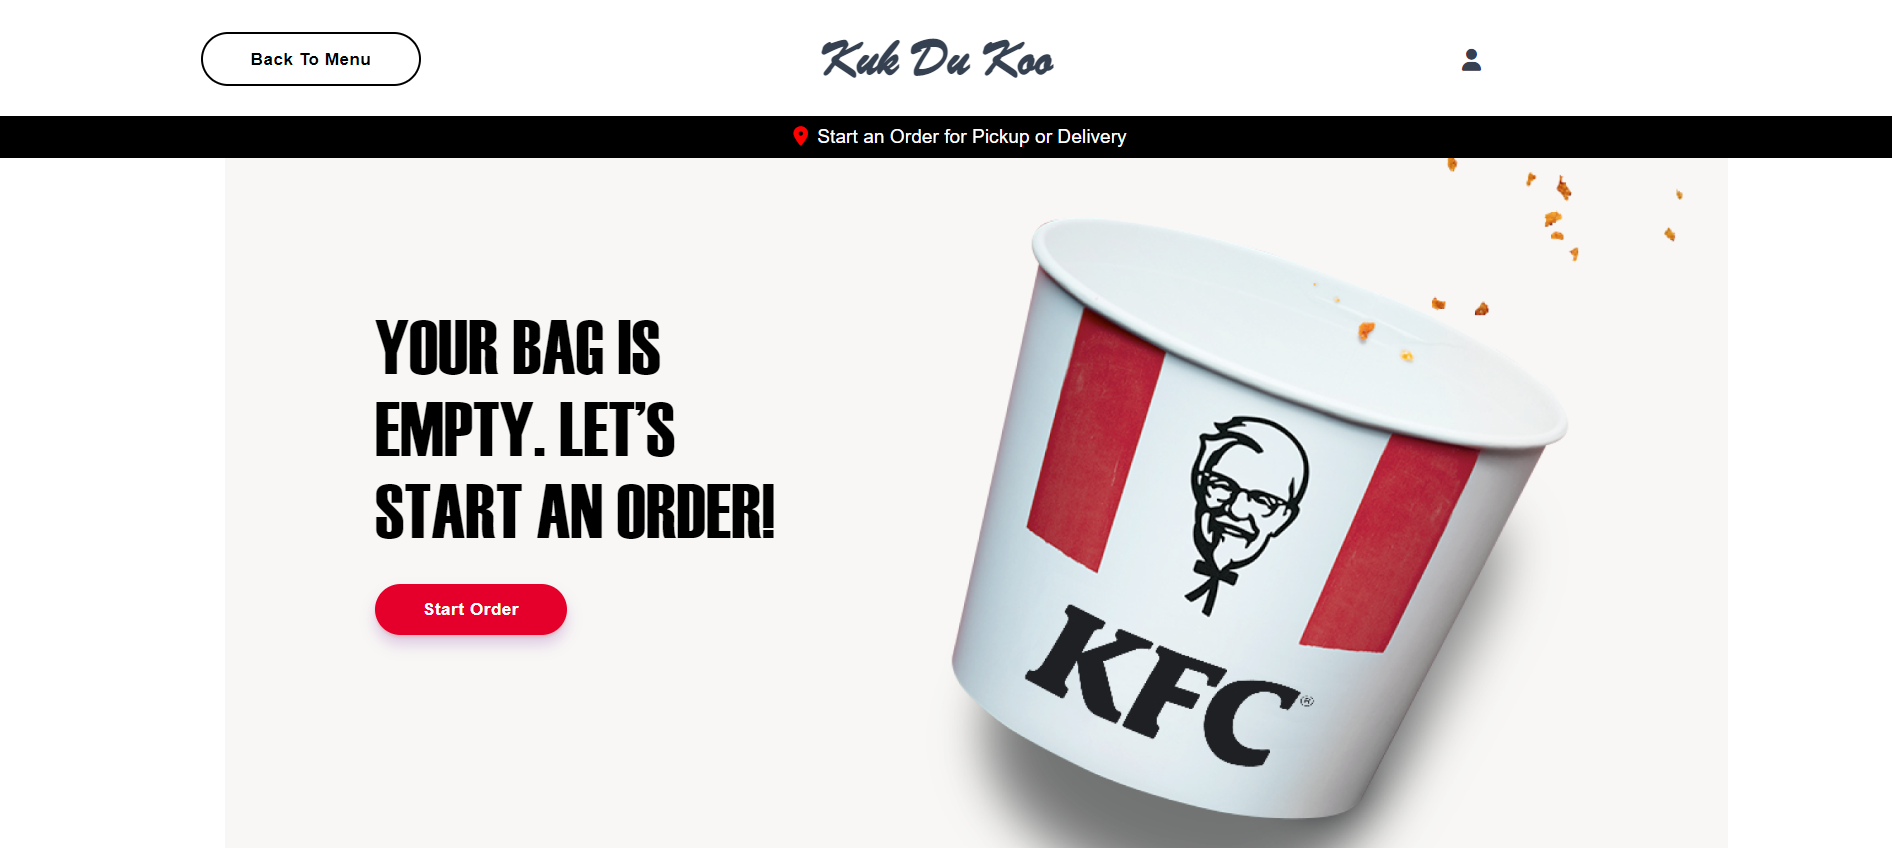 Back To Menu
Kuk Du Koo
Start an Order for Pickup or Delivery
YOUR BAG IS
EMPTY. LET’S
START AN ORDER!
Start Order
KFC®